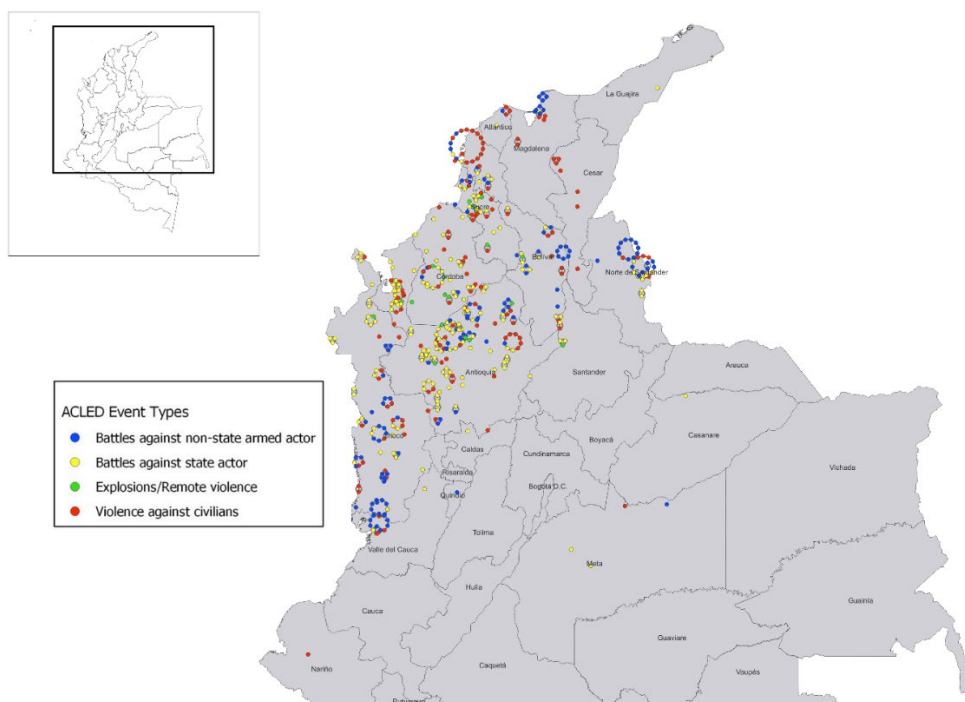 La Guajira
Atlántico
Magdalena
Cesar
Sucre
Bolívar
Norte de Santander
Córdoba
Antioquia
Santander
Arauca
ACLED Event Types
Battles against non-state armed actor
Battles against state actor
Explosions/Remote violence
Violence against civilians
Chocó
Boyacá
Casanare
Caldas
Cundinamarca
Vichada
Risaralda
Quindío
Bogotá D.C.
Tolima
Valle del Cauca
Meta
Huila
Guainía
Cauca
Guaviare
Nariño
Caquetá
Vaupés
Putumayo